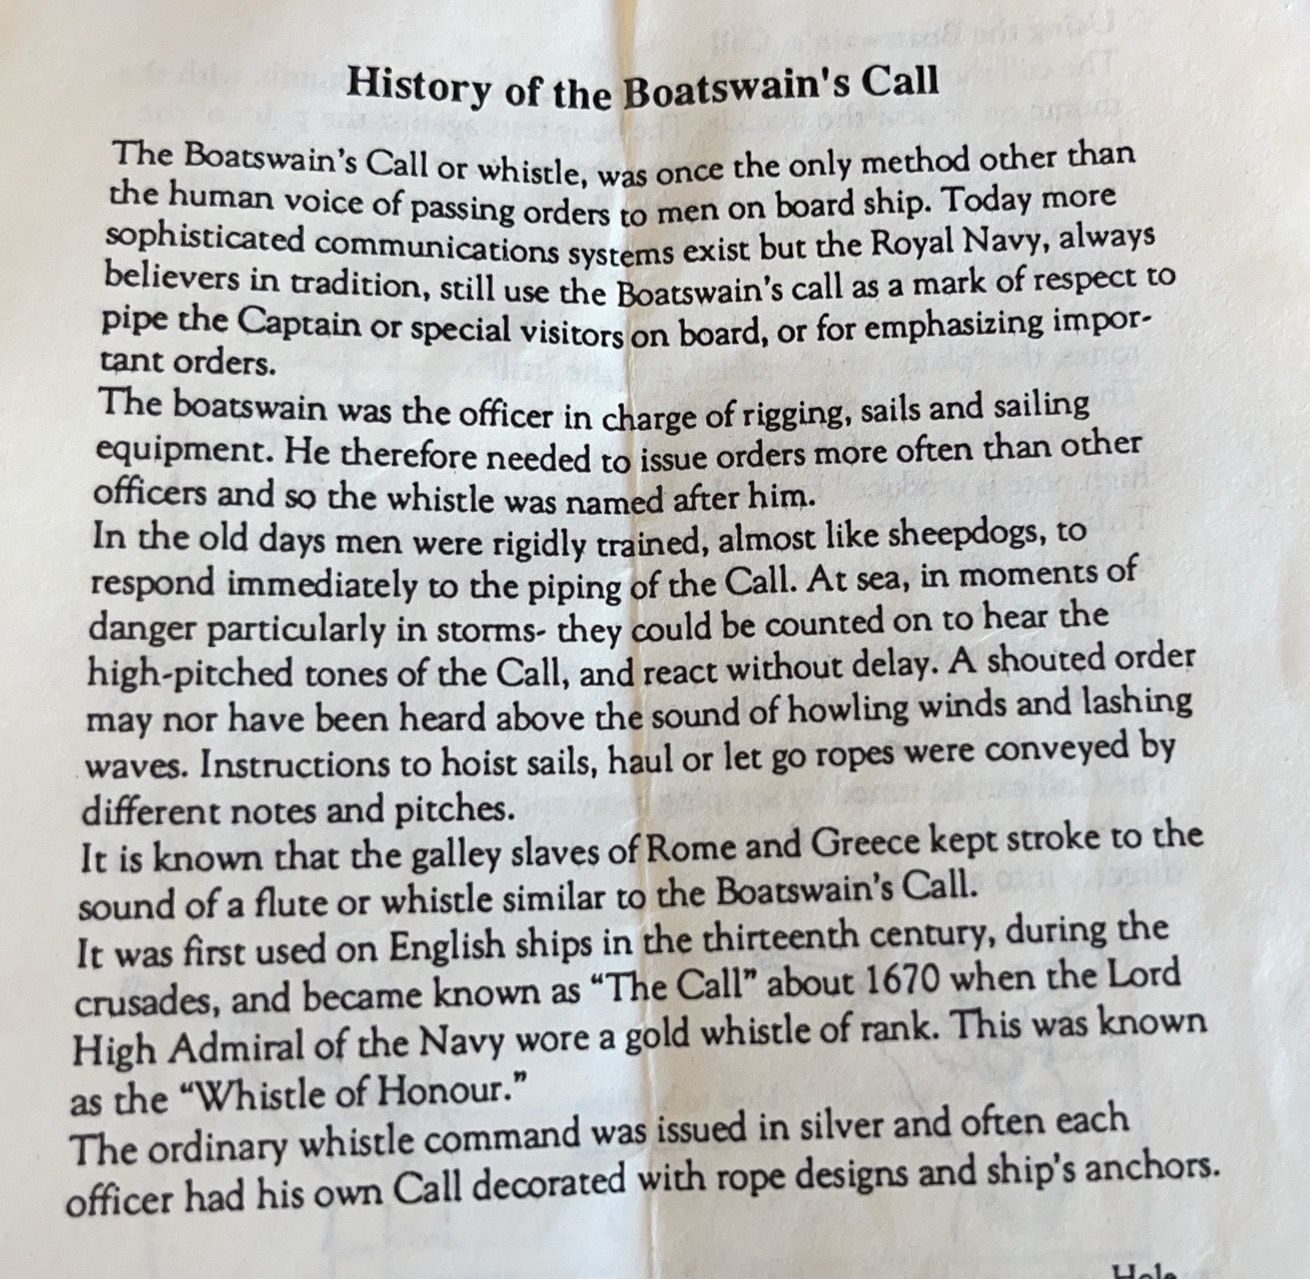 History of the Boatswain's Call
The Boatswain's Call or whistle, was once the only method other than
the human voice of passing orders to men on board ship. Today more
sophisticated communications systems exist but the Royal Navy, always
believers in tradition, still use the Boatswain's call as a mark of respect to
pipe the Captain or special visitors on board, or for emphasizing impor-
tant orders.
The boatswain was the officer in charge of rigging, sails and sailing
equipment. He therefore needed to issue orders more often than other
officers and so the whistle was named after him.
In the old days men were rigidly trained, almost like sheepdogs, to
respond immediately to the piping of the Call. At sea, in moments of
danger particularly in storms- they could be counted on to hear the
high-pitched tones of the Call, and react without delay. A shouted order
may nor have been heard above the sound of howling winds and lashing
waves. Instructions to hoist sails, haul or let go ropes were conveyed by
different notes and pitches.
It is known that the galley slaves of Rome and Greece kept stroke to the
sound of a flute or whistle similar to the Boatswain's Call.
It was first used on English ships in the thirteenth century, during the
crusades, and became known as “The Call” about 1670 when the Lord
High Admiral of the Navy wore a gold whistle of rank. This was known
as the “Whistle of Honour.”
The ordinary whistle command was issued in silver and often each
officer had his own Call decorated with rope designs and ship's anchors.